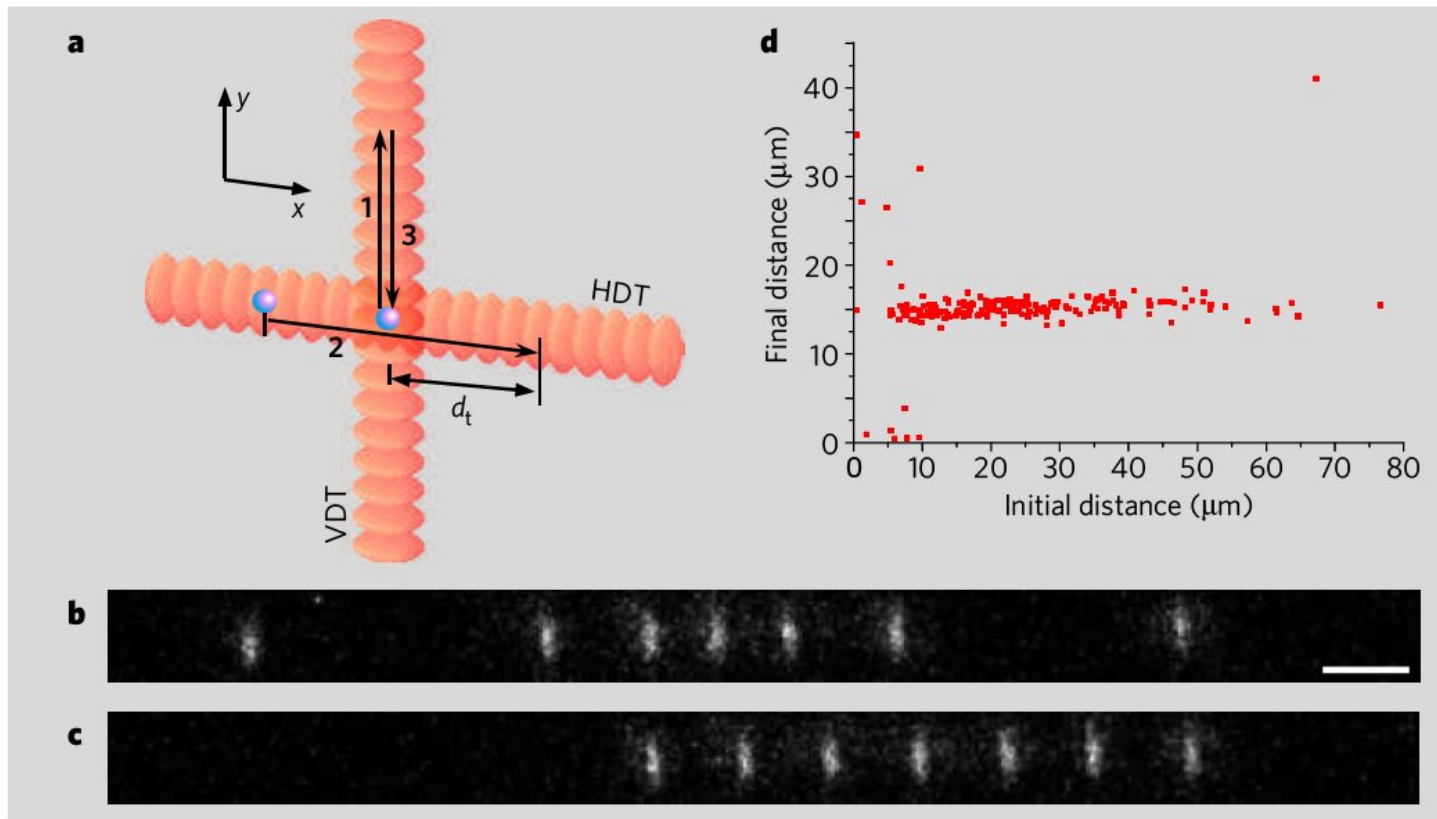 a
y
x
1
3
HDT
2
d_t
VDT
d
Final distance (μm)
40
30
20
10
0
0 10 20 30 40 50 60 70 80
Initial distance (μm)
b
c